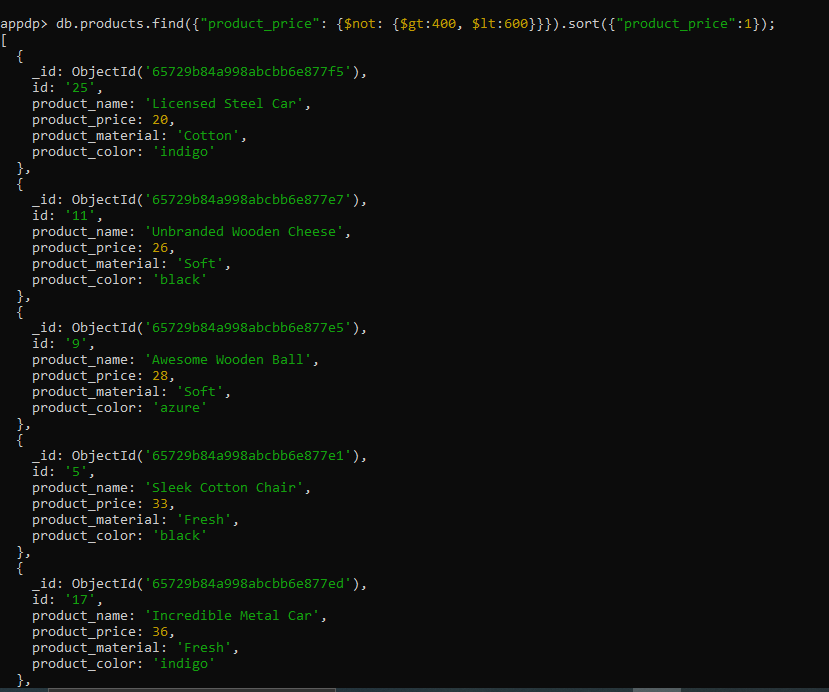 appdp> db.products.find({"product_price": {$not: {$gt:400, $lt:600}}}).sort({"product_price":1});
[
  {
    _id: ObjectId('65729b84a998abcbb6e877f5'),
    id: '25',
    product_name: 'Licensed Steel Car',
    product_price: 20,
    product_material: 'Cotton',
    product_color: 'indigo'
  },
  {
    _id: ObjectId('65729b84a998abcbb6e877e7'),
    id: '11',
    product_name: 'Unbranded Wooden Cheese',
    product_price: 26,
    product_material: 'Soft',
    product_color: 'black'
  },
  {
    _id: ObjectId('65729b84a998abcbb6e877e5'),
    id: '9',
    product_name: 'Awesome Wooden Ball',
    product_price: 28,
    product_material: 'Soft',
    product_color: 'azure'
  },
  {
    _id: ObjectId('65729b84a998abcbb6e877e1'),
    id: '5',
    product_name: 'Sleek Cotton Chair',
    product_price: 33,
    product_material: 'Fresh',
    product_color: 'black'
  },
  {
    _id: ObjectId('65729b84a998abcbb6e877ed'),
    id: '17',
    product_name: 'Incredible Metal Car',
    product_price: 36,
    product_material: 'Fresh',
    product_color: 'indigo'
  },